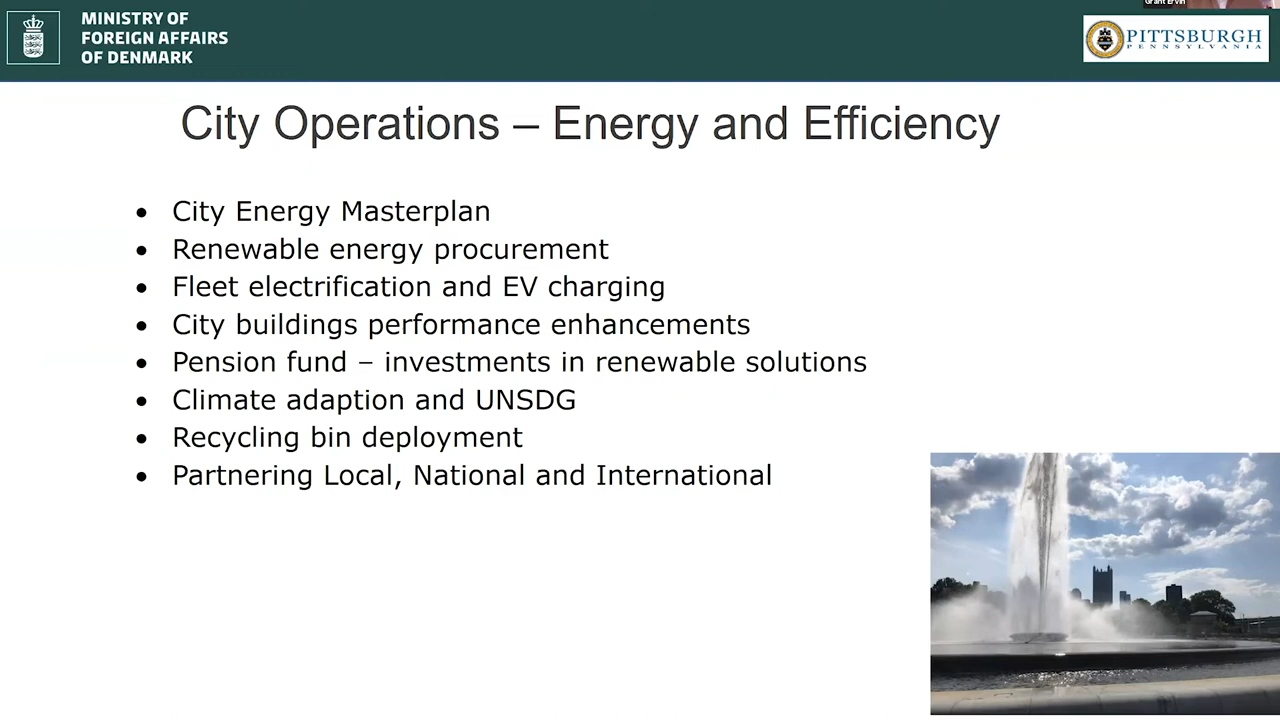 Grant Ervin
MINISTRY OF
FOREIGN AFFAIRS
OF DENMARK
PITTSBURGH
PENNSYLVANIA
City Operations – Energy and Efficiency
• City Energy Masterplan
• Renewable energy procurement
• Fleet electrification and EV charging
• City buildings performance enhancements
• Pension fund – investments in renewable solutions
• Climate adaption and UNSDG
• Recycling bin deployment
• Partnering Local, National and International